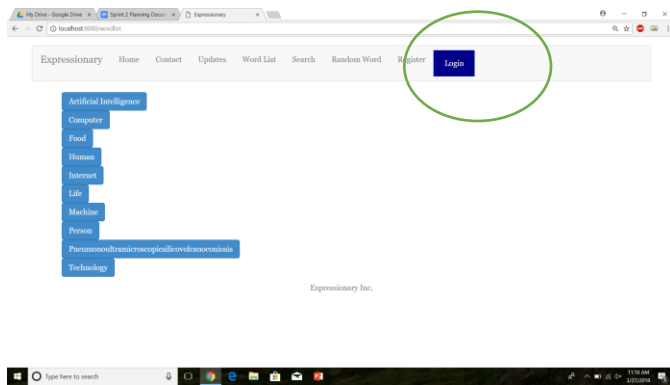 My Drive - Google Drive
Sprint 2 Planning Docum
Expressionary
localhost:8080/wordlist
Expressionary Home Contact Updates Word List Search Random Word Register Login
Artificial Intelligence
Computer
Food
Human
Internet
Life
Machine
Person
Pneumonoultramicroscopicsilicovolcanoconiosis
Technology
Expressionary Inc.
Type here to search
11:18 AM
3/27/2018